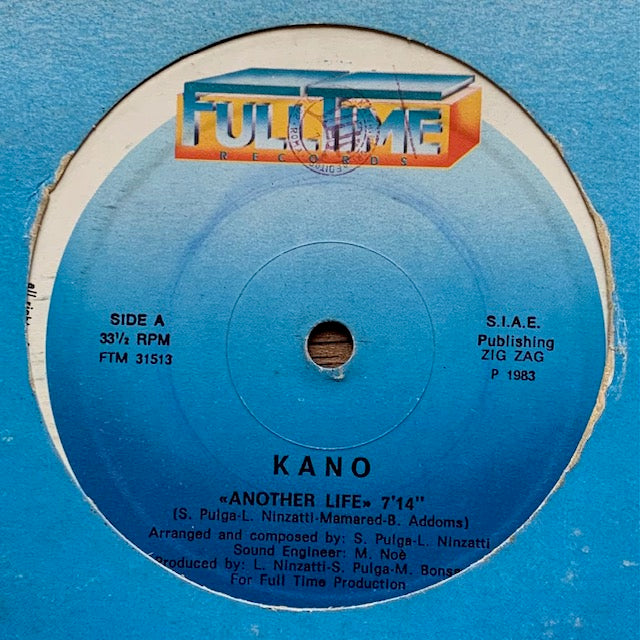 FULL TIME
RECORDS
SIDE A
33½ RPM
FTM 31513
S.I.A.E.
Publishing
ZIG ZAG
P 1983
KANO
«ANOTHER LIFE» 7'14"
(S. Pulga-L. Ninzatti-Mamared-B. Addoms)
Arranged and composed by: S. Pulga-L. Ninzatti
Sound Engineer: M. Noè
(Produced by: L. Ninzatti-S. Pulga-M.
For Full Time Production
all